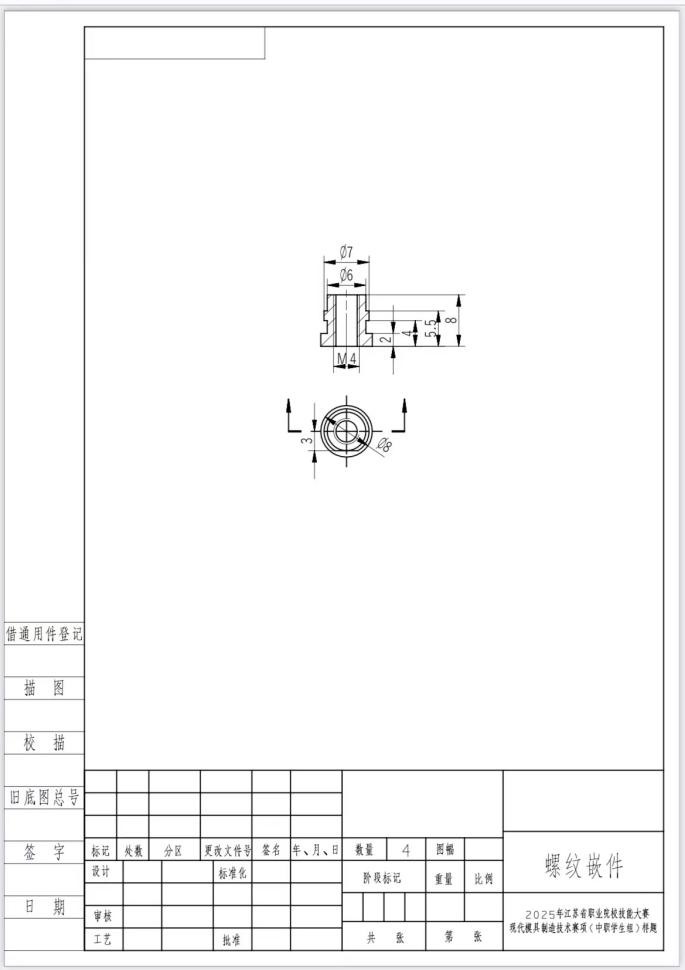 ∅7
∅6
8
5.5
4
2
M4
3
∅8
借通用件登记
描 图
校 描
旧底图总号
签 字
日 期
标记 处数 分区 更改文件号 签名 年、月、日 数量 4 图幅
设计 标准化 阶段标记 重量 比例
螺纹嵌件
审核
工艺 批准 共 张 第 张
2025年江苏省职业院校技能大赛
现代模具制造技术赛项(中职学生组)样题